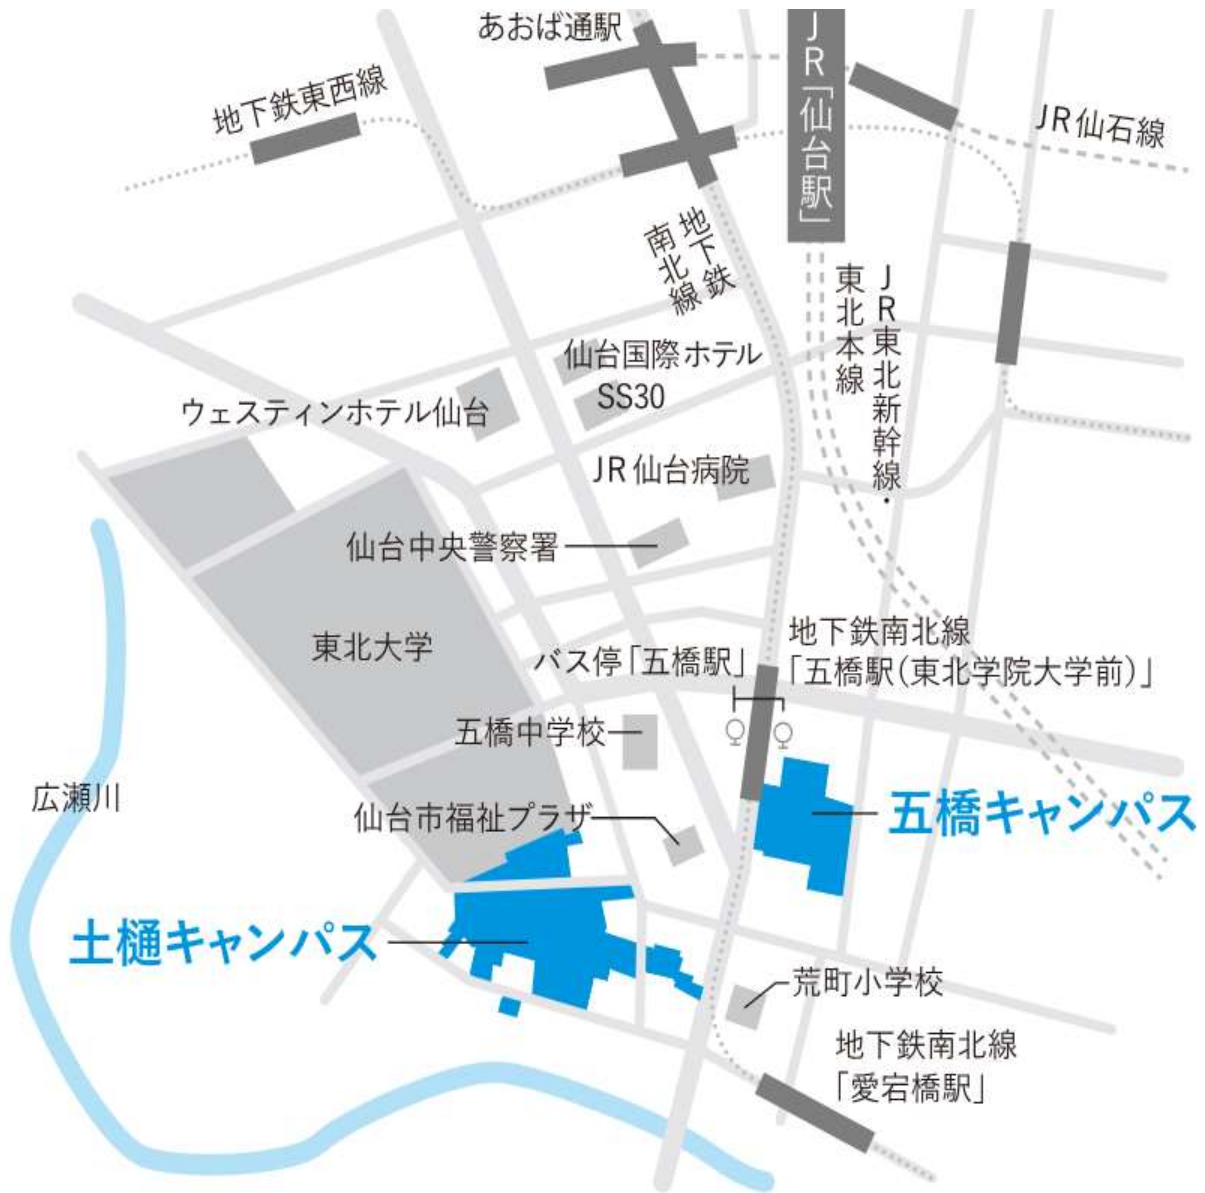 あおば通駅
JR「仙台駅」
地下鉄東西線
JR仙石線
地下鉄
南北線
JR東北新幹線・
東北本線
仙台国際ホテル
SS30
ウェスティンホテル仙台
JR仙台病院
仙台中央警察署
東北大学
地下鉄南北線
「五橋駅(東北学院大学前)」
バス停「五橋駅」
五橋中学校
広瀬川
五橋キャンパス
仙台市福祉プラザ
土樋キャンパス
荒町小学校
地下鉄南北線
「愛宕橋駅」